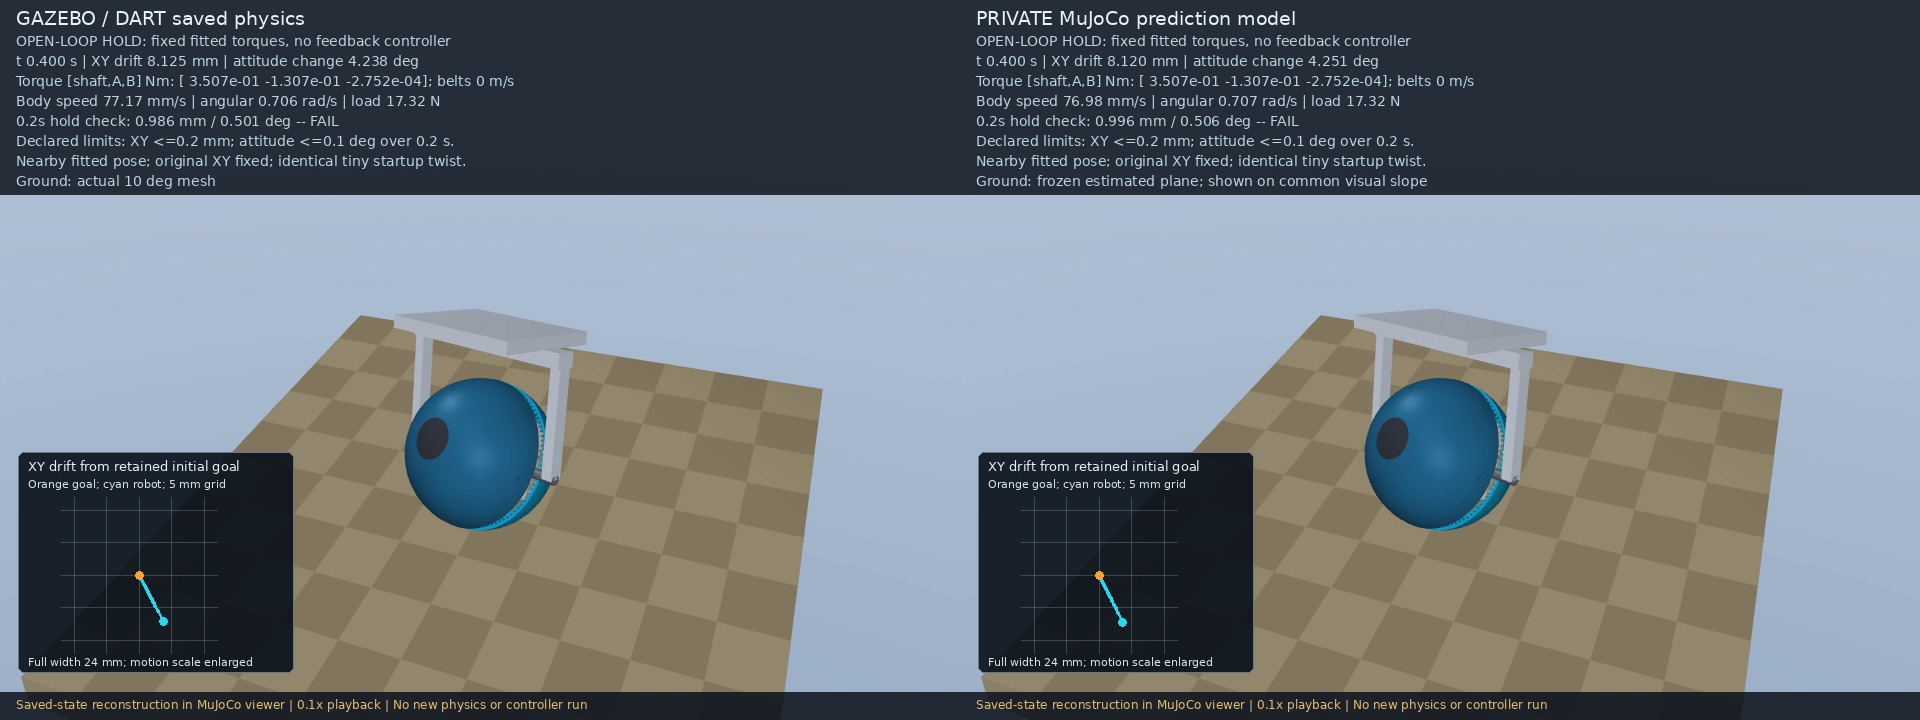 GAZEBO / DART saved physics
OPEN-LOOP HOLD: fixed fitted torques, no feedback controller
t 0.400 s | XY drift 8.125 mm | attitude change 4.238 deg
Torque [shaft,A,B] Nm: [ 3.507e-01 -1.307e-01 -2.752e-04]; belts 0 m/s
Body speed 77.17 mm/s | angular 0.706 rad/s | load 17.32 N
0.2s hold check: 0.986 mm / 0.501 deg -- FAIL
Declared limits: XY <=0.2 mm; attitude <=0.1 deg over 0.2 s.
Nearby fitted pose; original XY fixed; identical tiny startup twist.
Ground: actual 10 deg mesh
XY drift from retained initial goal
Orange goal; cyan robot; 5 mm grid
Full width 24 mm; motion scale enlarged
Saved-state reconstruction in MuJoCo viewer | 0.1x playback | No new physics or controller run
PRIVATE MuJoCo prediction model
OPEN-LOOP HOLD: fixed fitted torques, no feedback controller
t 0.400 s | XY drift 8.120 mm | attitude change 4.251 deg
Torque [shaft,A,B] Nm: [ 3.507e-01 -1.307e-01 -2.752e-04]; belts 0 m/s
Body speed 76.98 mm/s | angular 0.707 rad/s | load 17.32 N
0.2s hold check: 0.996 mm / 0.506 deg -- FAIL
Declared limits: XY <=0.2 mm; attitude <=0.1 deg over 0.2 s.
Nearby fitted pose; original XY fixed; identical tiny startup twist.
Ground: frozen estimated plane; shown on common visual slope
XY drift from retained initial goal
Orange goal; cyan robot; 5 mm grid
Full width 24 mm; motion scale enlarged
Saved-state reconstruction in MuJoCo viewer | 0.1x playback | No new physics or controller run